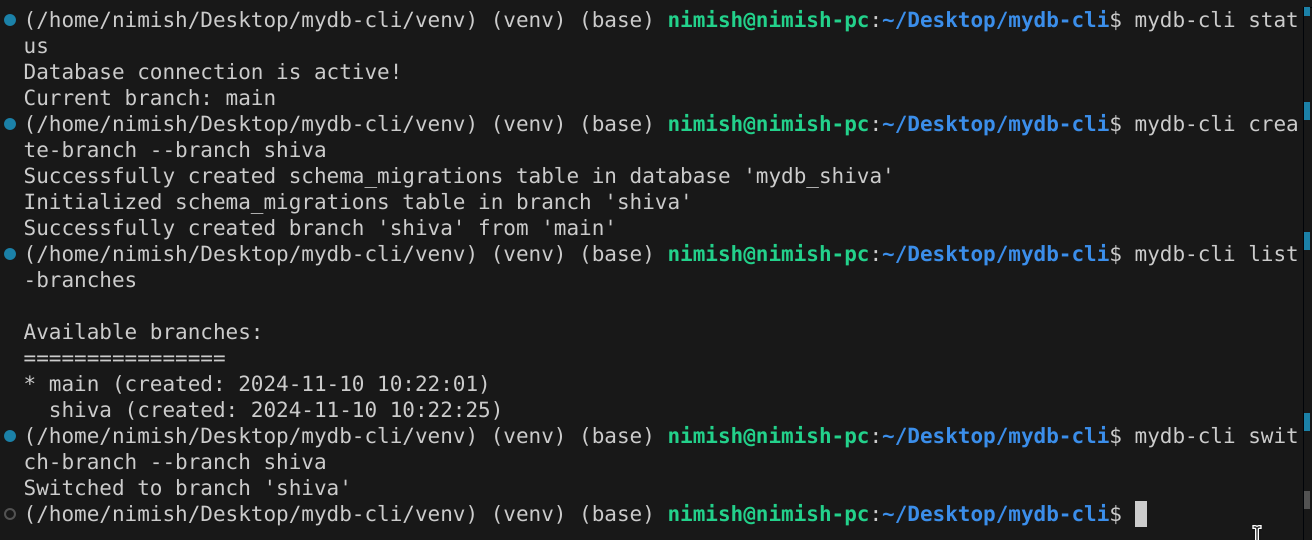 (/home/nimish/Desktop/mydb-cli/venv) (venv) (base) nimish@nimish-pc:~/Desktop/mydb-cli$ mydb-cli stat
us
Database connection is active!
Current branch: main
(/home/nimish/Desktop/mydb-cli/venv) (venv) (base) nimish@nimish-pc:~/Desktop/mydb-cli$ mydb-cli crea
te-branch --branch shiva
Successfully created schema_migrations table in database 'mydb_shiva'
Initialized schema_migrations table in branch 'shiva'
Successfully created branch 'shiva' from 'main'
(/home/nimish/Desktop/mydb-cli/venv) (venv) (base) nimish@nimish-pc:~/Desktop/mydb-cli$ mydb-cli list
-branches
Available branches:
================
* main (created: 2024-11-10 10:22:01)
  shiva (created: 2024-11-10 10:22:25)
(/home/nimish/Desktop/mydb-cli/venv) (venv) (base) nimish@nimish-pc:~/Desktop/mydb-cli$ mydb-cli swit
ch-branch --branch shiva
Switched to branch 'shiva'
(/home/nimish/Desktop/mydb-cli/venv) (venv) (base) nimish@nimish-pc:~/Desktop/mydb-cli$